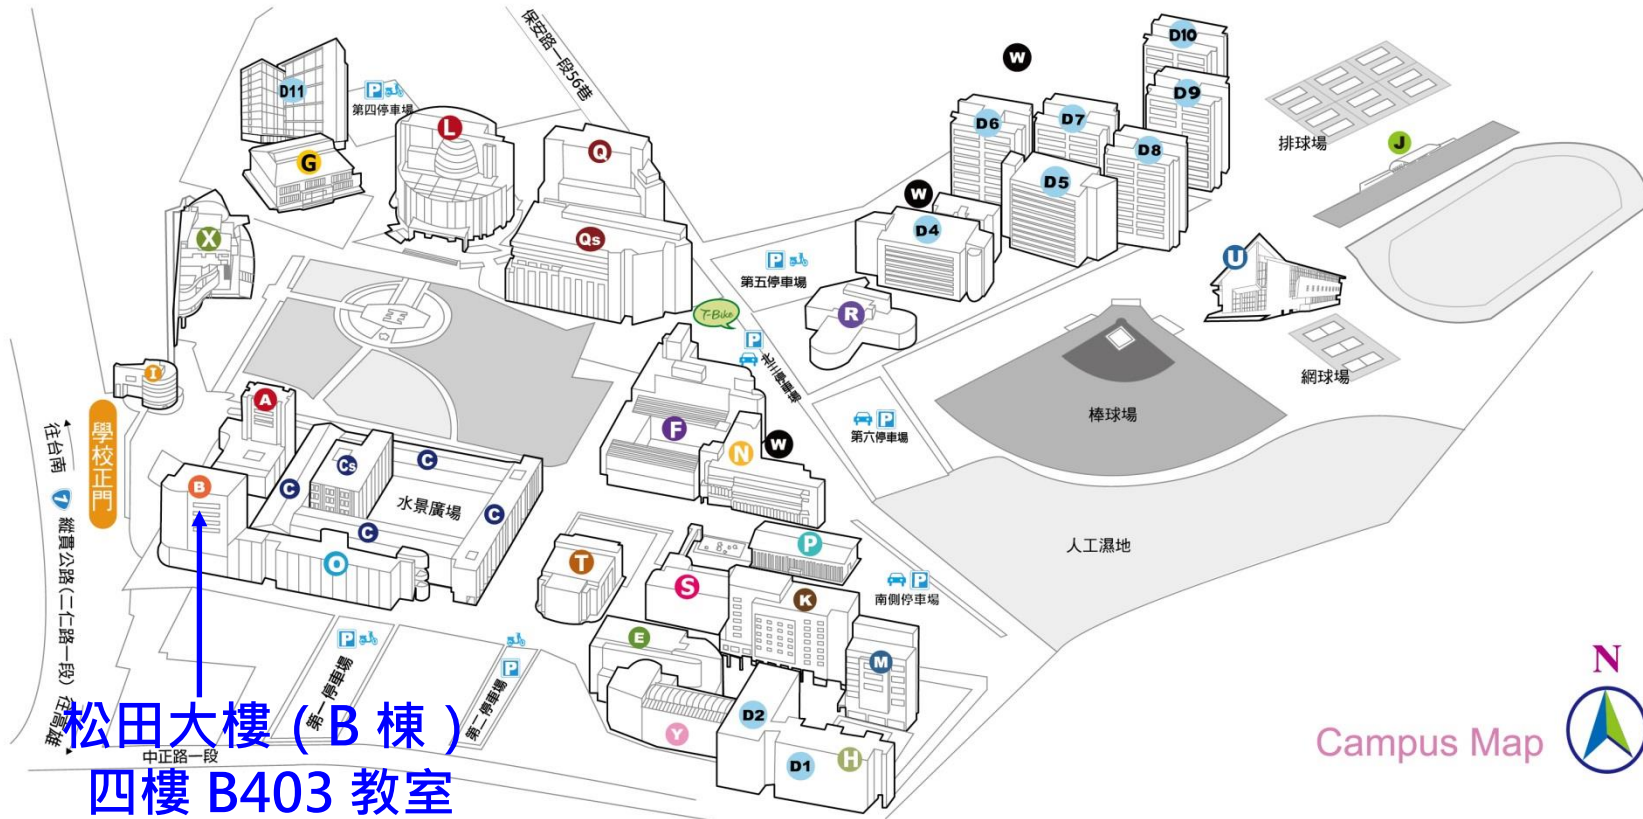 保安路一段56巷
D10
W
D11
P
第四停車場
L
D9
D6
D7
排球場
J
Q
G
D8
D5
W
X
Qs
D4
U
P
第五停車場
T-Bike
R
P
北三停車場
I
網球場
A
棒球場
P
第六停車場
學校正門
F
W
N
Cs
C
B
C
水景廣場
C
往台南
1
縱貫公路(二仁路一段)
往高雄
C
O
P
人工濕地
T
P
S
南側停車場
K
P
第一停車場
E
P
第二停車場
M
N
D2
Y
D1
H
松田大樓（B 棟）
中正路一段
四樓 B403 教室
Campus Map